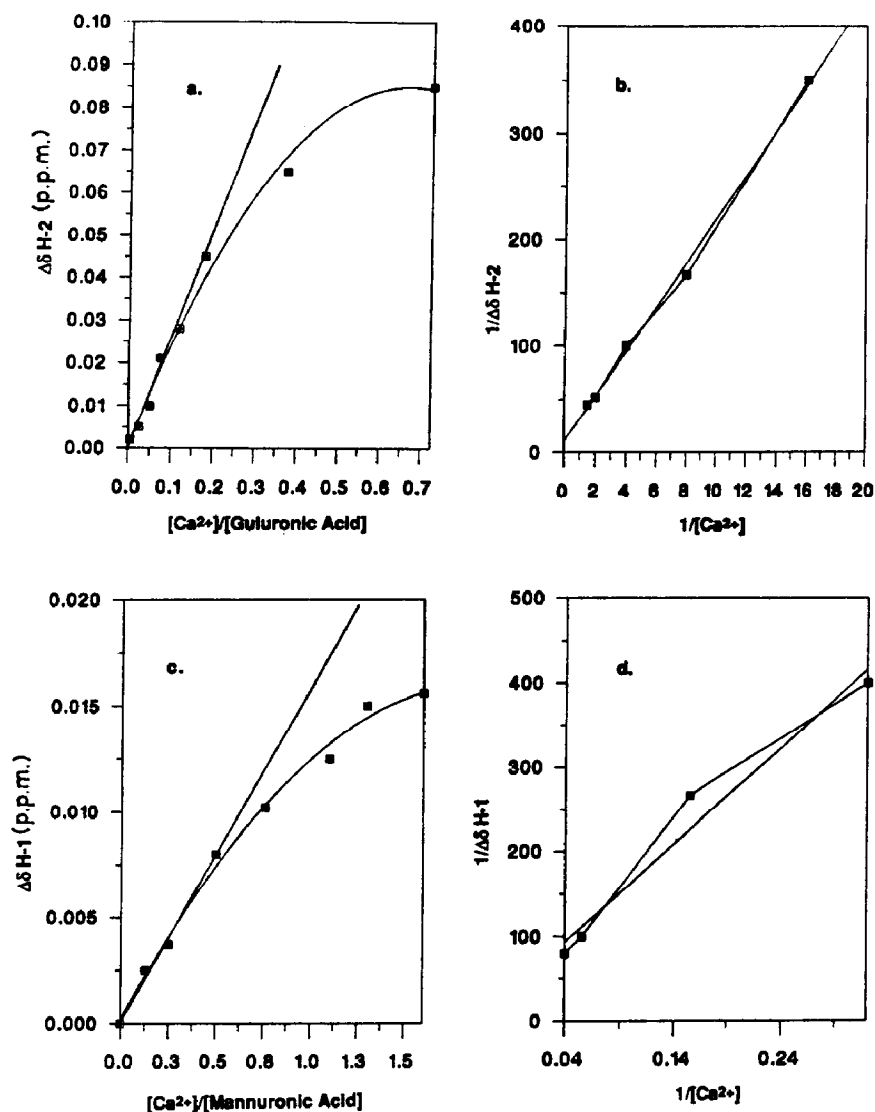 0.10
0.09
0.08
0.07
0.06
0.05
0.04
0.03
0.02
0.01
0.00
Δδ H-2 (p.p.m.)
a.
0.0 0.1 0.2 0.3 0.4 0.5 0.6 0.7
[Ca²⁺]/[Guluronic Acid]
400
300
200
100
0
1/Δδ H-2
b.
0 2 4 6 8 10 12 14 16 18 20
1/[Ca²⁺]
0.020
0.015
0.010
0.005
0.000
Δδ H-1 (p.p.m.)
c.
0.0 0.3 0.5 0.8 1.0 1.3 1.5
[Ca²⁺]/[Mannuronic Acid]
500
400
300
200
100
0
1/Δδ H-1
d.
0.04 0.14 0.24
1/[Ca²⁺]